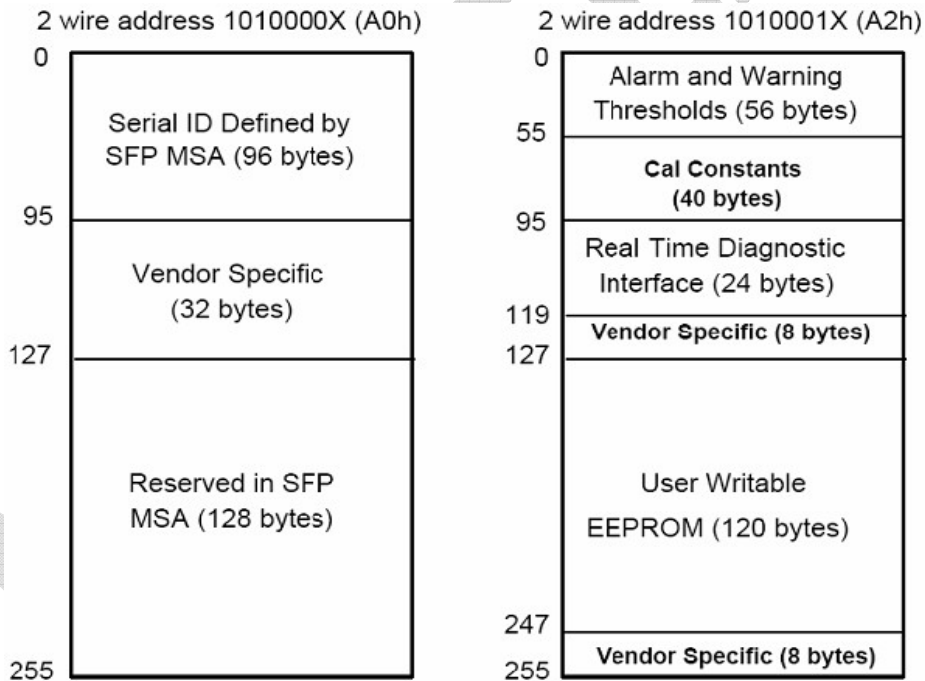 2 wire address 1010000X (A0h)
0
Serial ID Defined by
SFP MSA (96 bytes)
95
Vendor Specific
(32 bytes)
127
Reserved in SFP
MSA (128 bytes)
255
2 wire address 1010001X (A2h)
0
Alarm and Warning
Thresholds (56 bytes)
55
Cal Constants
(40 bytes)
95
Real Time Diagnostic
Interface (24 bytes)
119
Vendor Specific (8 bytes)
127
User Writable
EEPROM (120 bytes)
247
Vendor Specific (8 bytes)
255